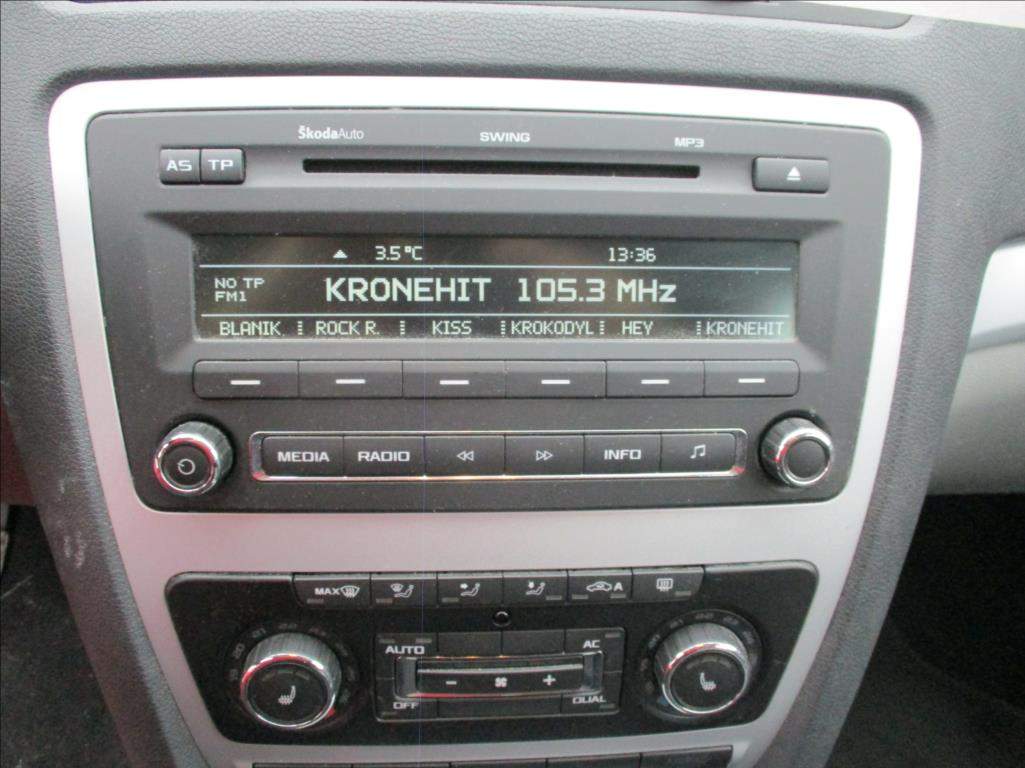 ŠkodaAuto SWING MP3
AS TP
3.5°C 13:36
NO TP
FM1
KRONEHIT 105.3 MHz
BLANIK ROCK R. KISS KROKODYL HEY KRONEHIT
MEDIA RADIO INFO
MAX A
AUTO AC
- +
OFF DUAL